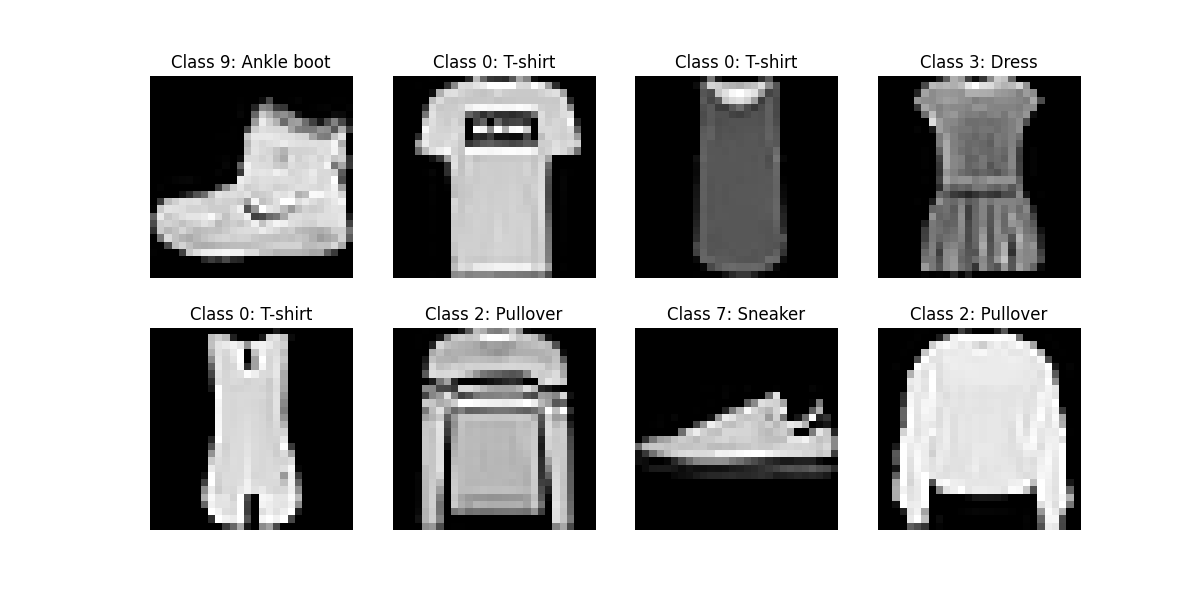 Class 9: Ankle boot
Class 0: T-shirt
Class 0: T-shirt
Class 3: Dress
Class 0: T-shirt
Class 2: Pullover
Class 7: Sneaker
Class 2: Pullover